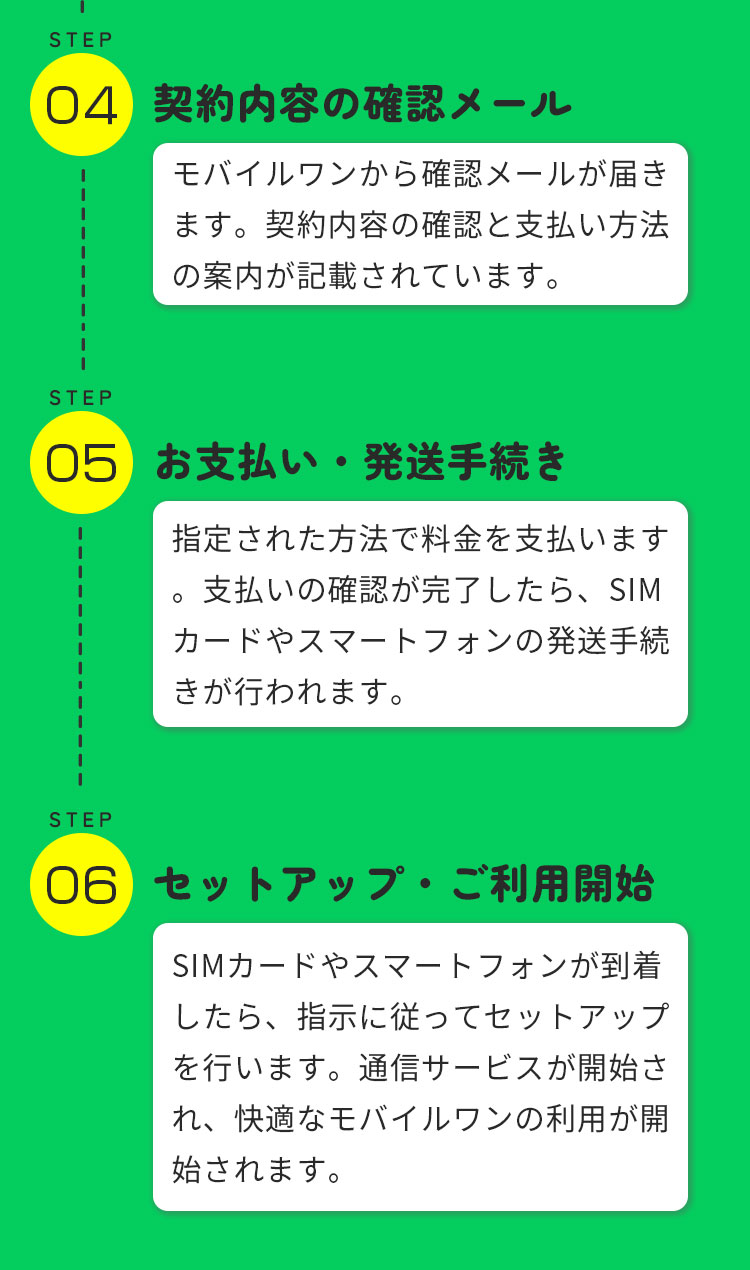 STEP
04
契約内容の確認メール
モバイルワンから確認メールが届き
ます。契約内容の確認と支払い方法
の案内が記載されています。
STEP
05
お支払い・発送手続き
指定された方法で料金を支払います
。支払いの確認が完了したら、SIM
カードやスマートフォンの発送手続
きが行われます。
STEP
06
セットアップ・ご利用開始
SIMカードやスマートフォンが到着
したら、指示に従ってセットアップ
を行います。通信サービスが開始さ
れ、快適なモバイルワンの利用が開
始されます。